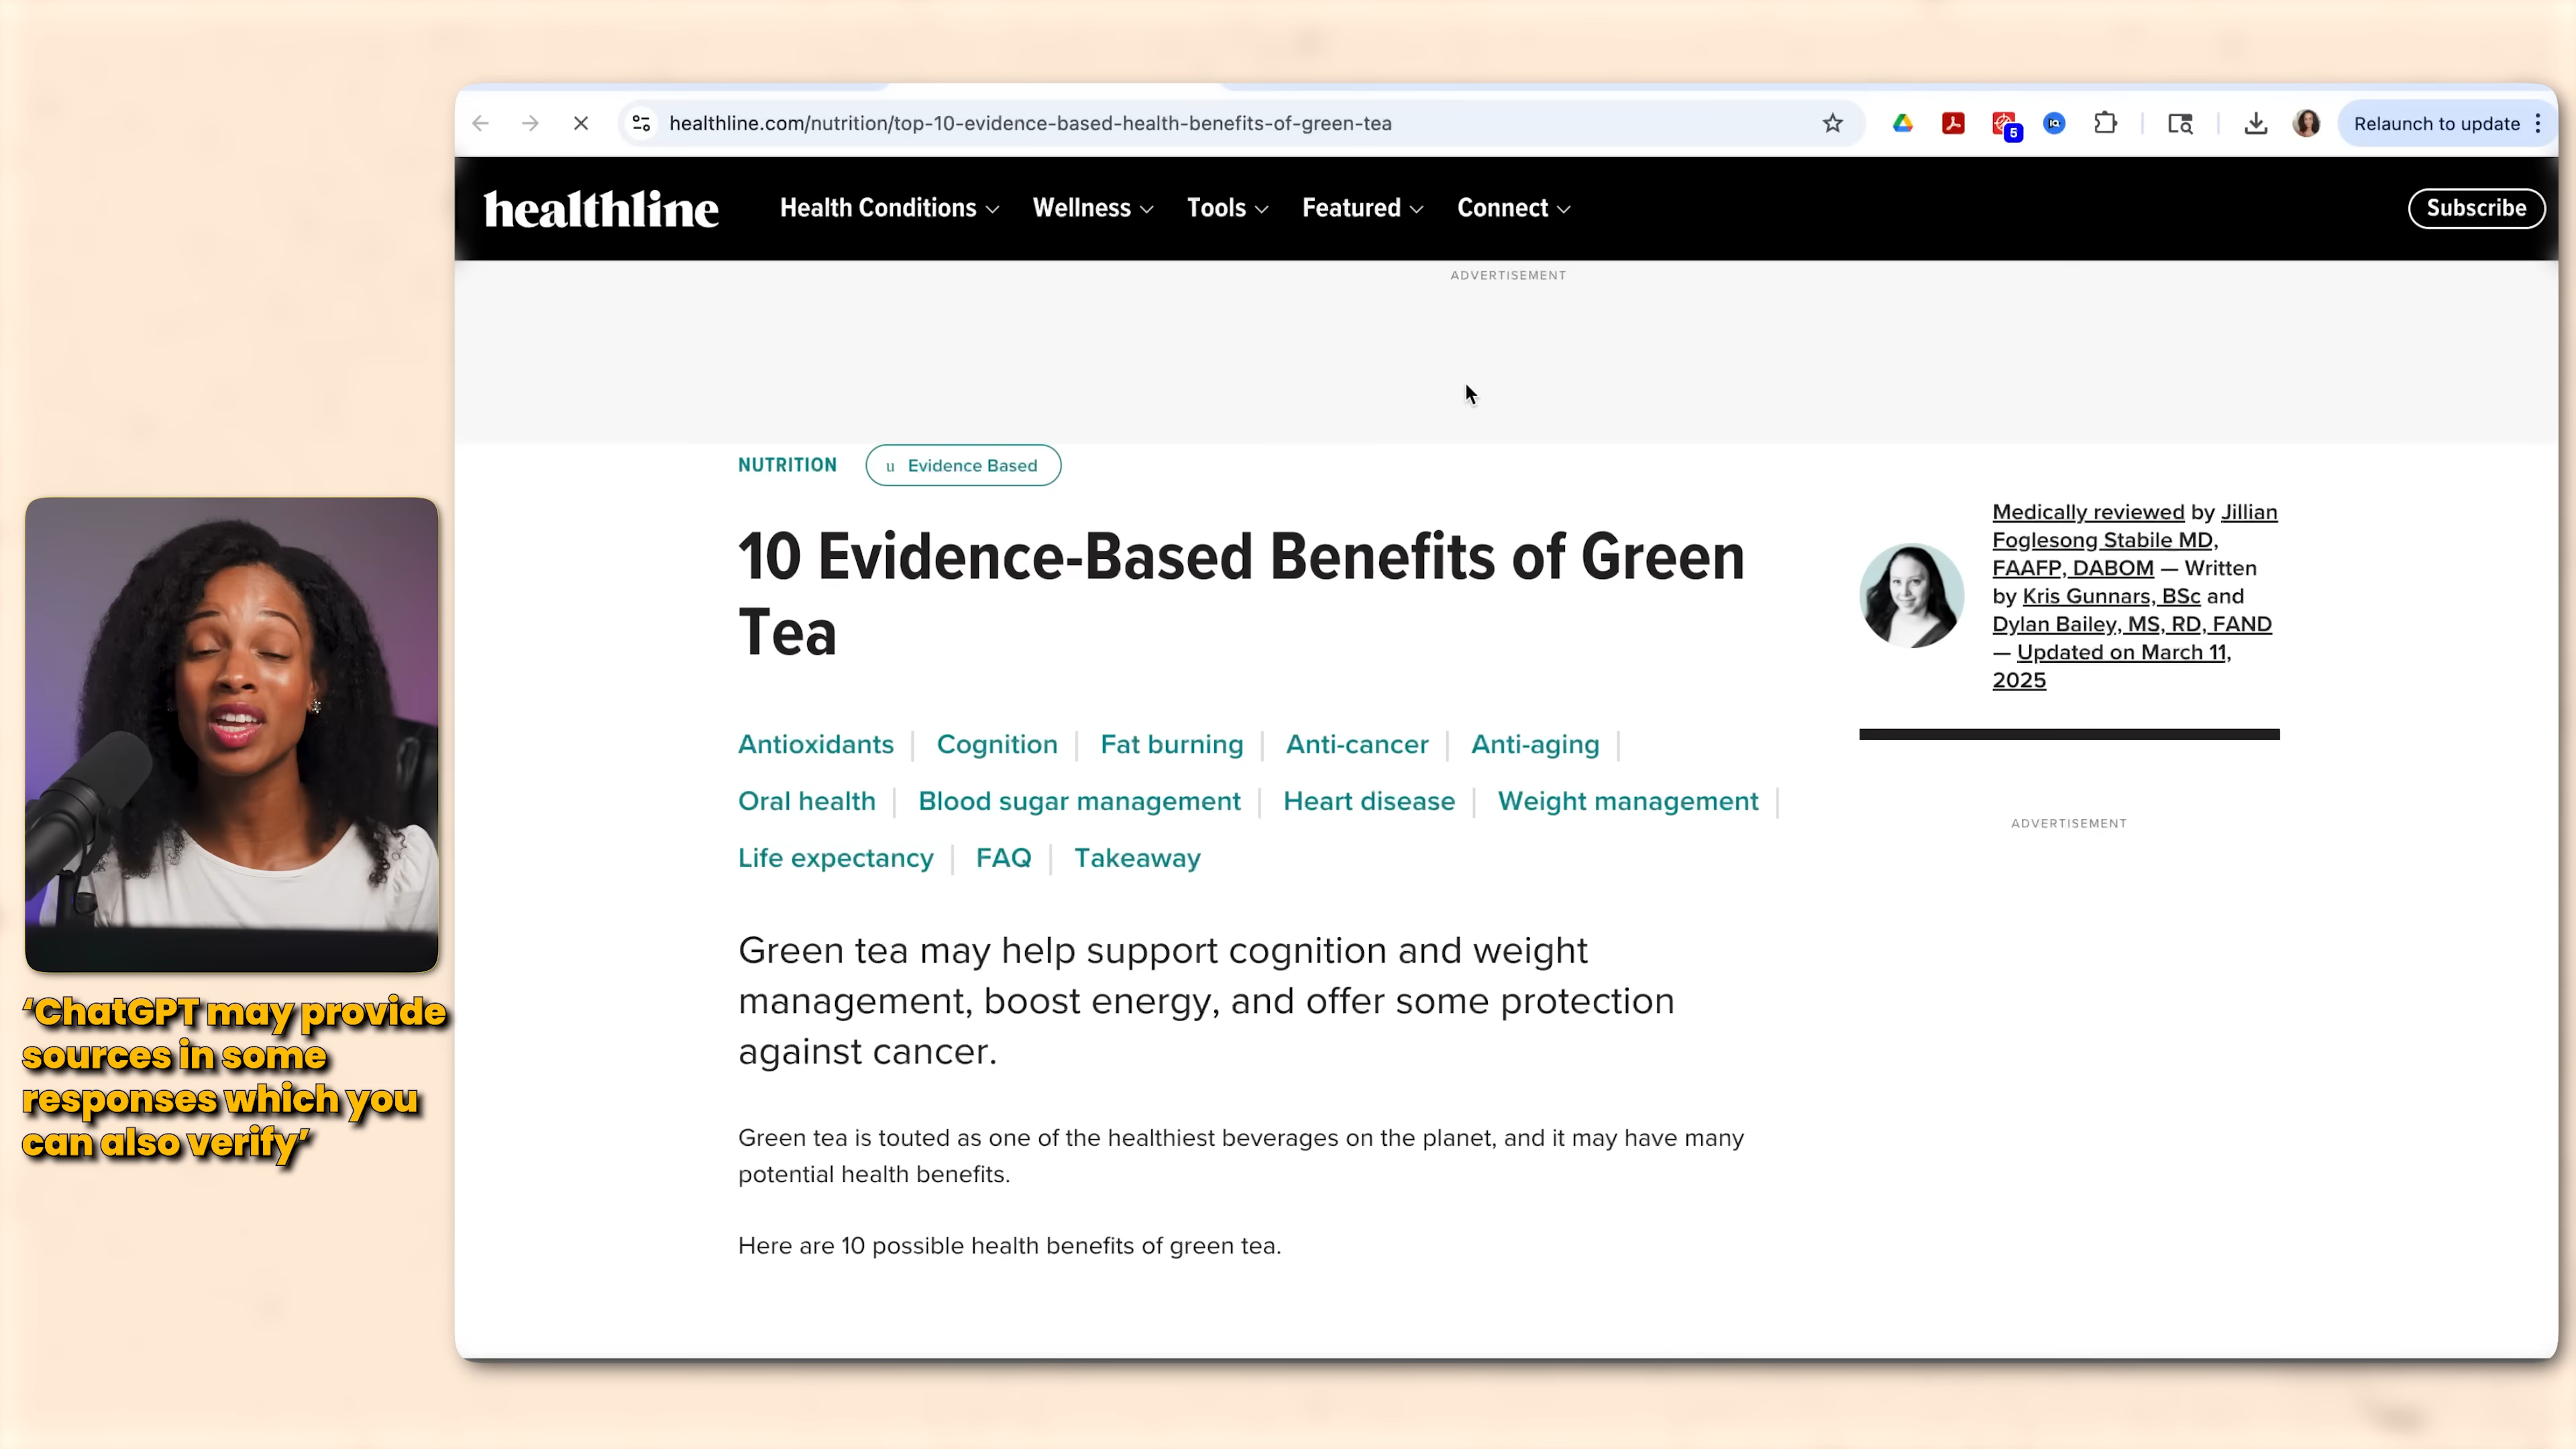 healthline.com/nutrition/top-10-evidence-based-health-benefits-of-green-tea
5
Relaunch to update
healthline
Health Conditions
Wellness
Tools
Featured
Connect
Subscribe
ADVERTISEMENT
NUTRITION
u Evidence Based
10 Evidence-Based Benefits of Green
Tea
Medically reviewed by Jillian
Foglesong Stabile MD,
FAAFP, DABOM — Written
by Kris Gunnars, BSc and
Dylan Bailey, MS, RD, FAND
— Updated on March 11,
2025
Antioxidants | Cognition | Fat burning | Anti-cancer | Anti-aging |
Oral health | Blood sugar management | Heart disease | Weight management |
Life expectancy | FAQ | Takeaway
ADVERTISEMENT
Green tea may help support cognition and weight
management, boost energy, and offer some protection
against cancer.
Green tea is touted as one of the healthiest beverages on the planet, and it may have many
potential health benefits.
Here are 10 possible health benefits of green tea.
‘ChatGPT may provide
sources in some
responses which you
can also verify’